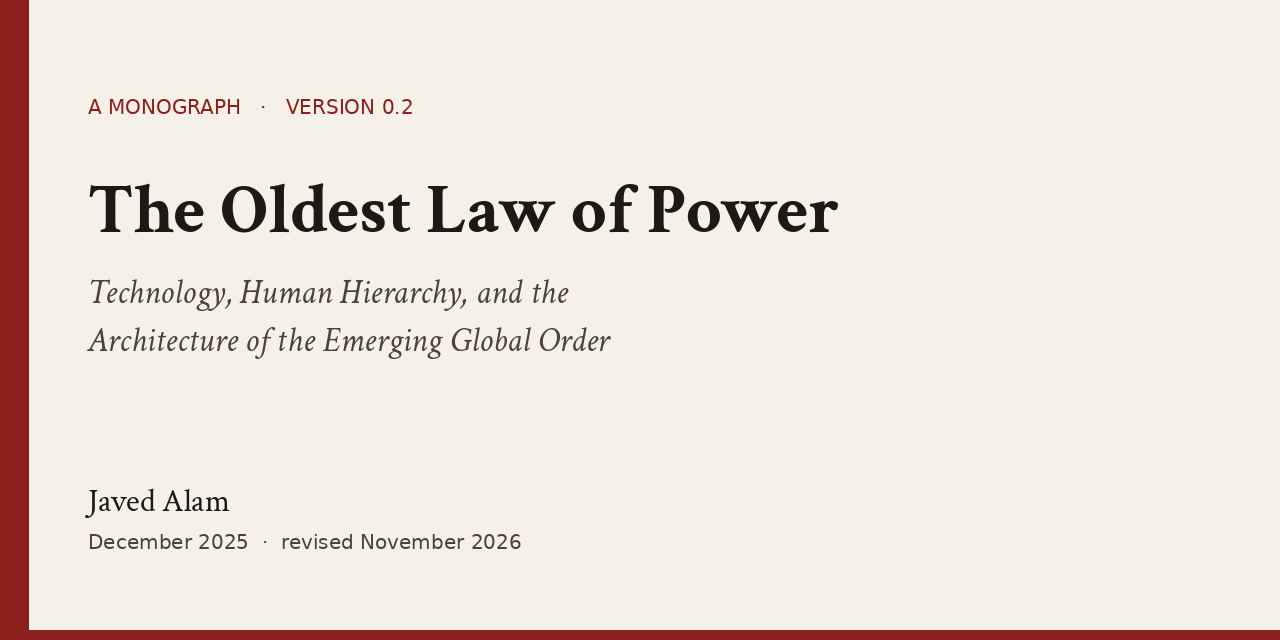 A MONOGRAPH · VERSION 0.2
The Oldest Law of Power
Technology, Human Hierarchy, and the
Architecture of the Emerging Global Order
Javed Alam
December 2025 · revised November 2026